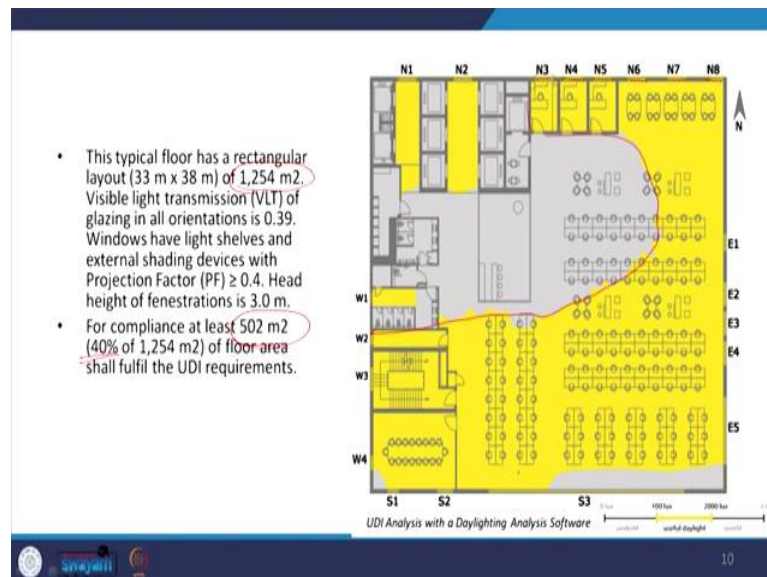 N1 N2 N3 N4 N5 N6 N7 N8
N
• This typical floor has a rectangular
layout (33 m x 38 m) of 1,254 m2.
Visible light transmission (VLT) of
glazing in all orientations is 0.39.
Windows have light shelves and
external shading devices with
Projection Factor (PF) ≥ 0.4. Head
height of fenestrations is 3.0 m.
• For compliance at least 502 m2
(40% of 1,254 m2) of floor area
shall fulfil the UDI requirements.
E1
E2
E3
E4
E5
W1
W2
W3
W4
S1 S2 S3
UDI Analysis with a Daylighting Analysis Software
0 lux 100 lux 2000 lux
useful daylight
swayam
10